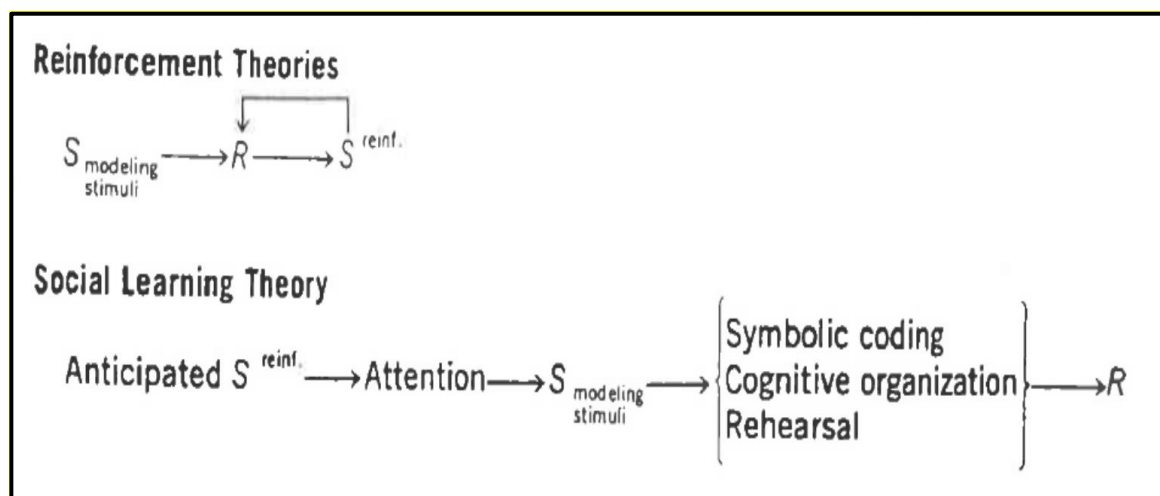 Reinforcement Theories
S modeling stimuli → R → S reinf.
Social Learning Theory
Anticipated S reinf. → Attention → S modeling stimuli → { Symbolic coding
Cognitive organization
Rehearsal } → R